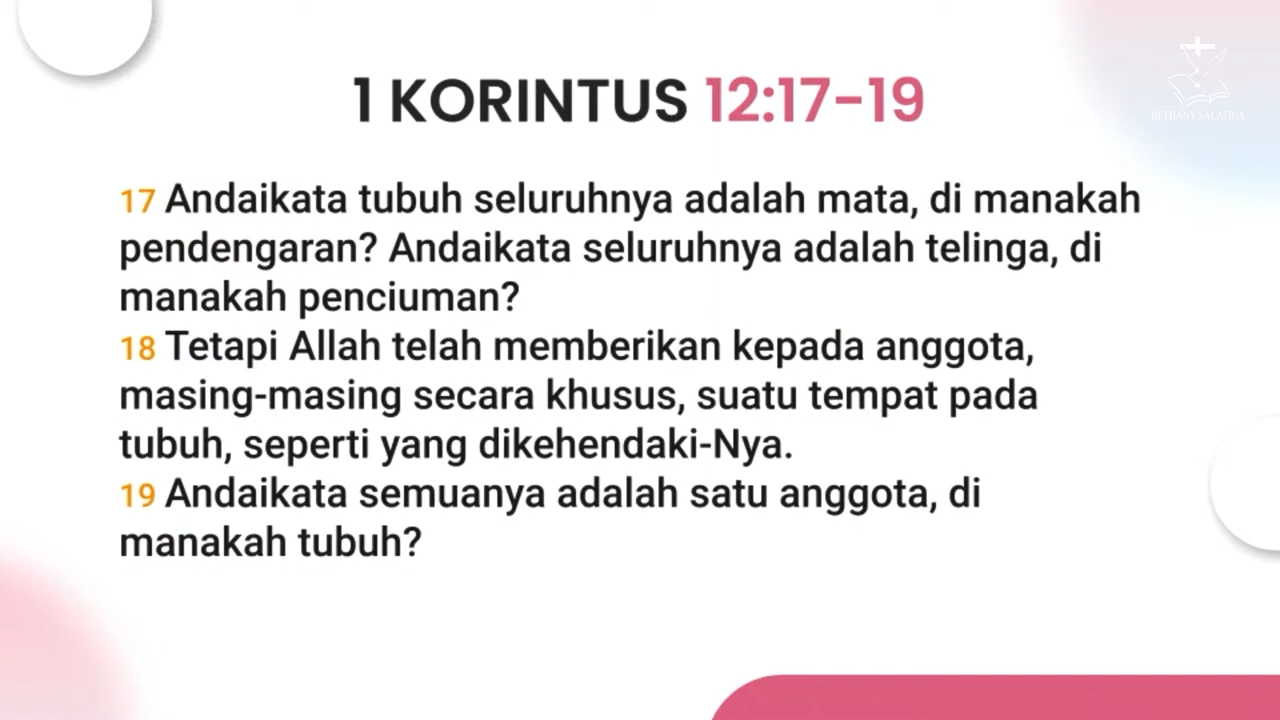 BETHANY SALATIGA
1 KORINTUS 12:17-19
17 Andaikata tubuh seluruhnya adalah mata, di manakah
pendengaran? Andaikata seluruhnya adalah telinga, di
manakah penciuman?
18 Tetapi Allah telah memberikan kepada anggota,
masing-masing secara khusus, suatu tempat pada
tubuh, seperti yang dikehendaki-Nya.
19 Andaikata semuanya adalah satu anggota, di
manakah tubuh?